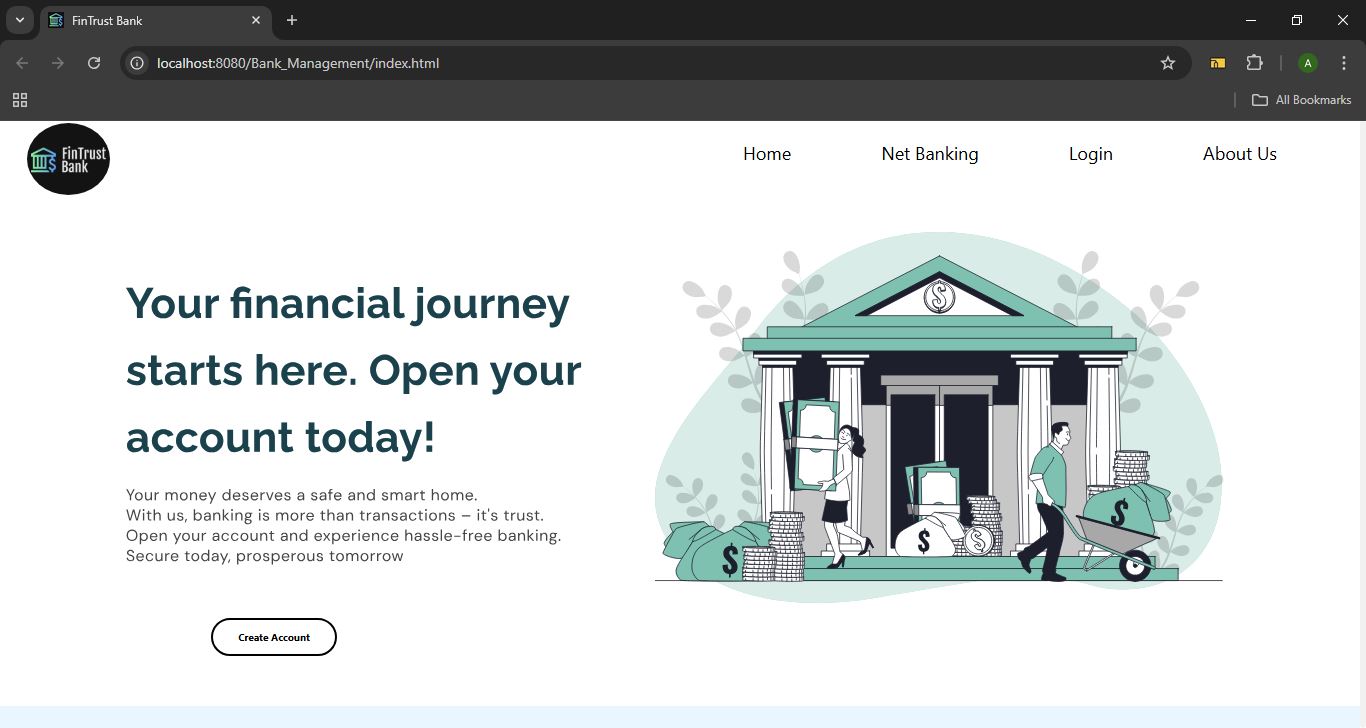 FinTrust Bank
localhost:8080/Bank_Management/index.html
A
All Bookmarks
FinTrust
Bank
Home Net Banking Login About Us
Your financial journey
starts here. Open your
account today!
Your money deserves a safe and smart home.
With us, banking is more than transactions – it's trust.
Open your account and experience hassle-free banking.
Secure today, prosperous tomorrow
Create Account
$
$
$
$
$